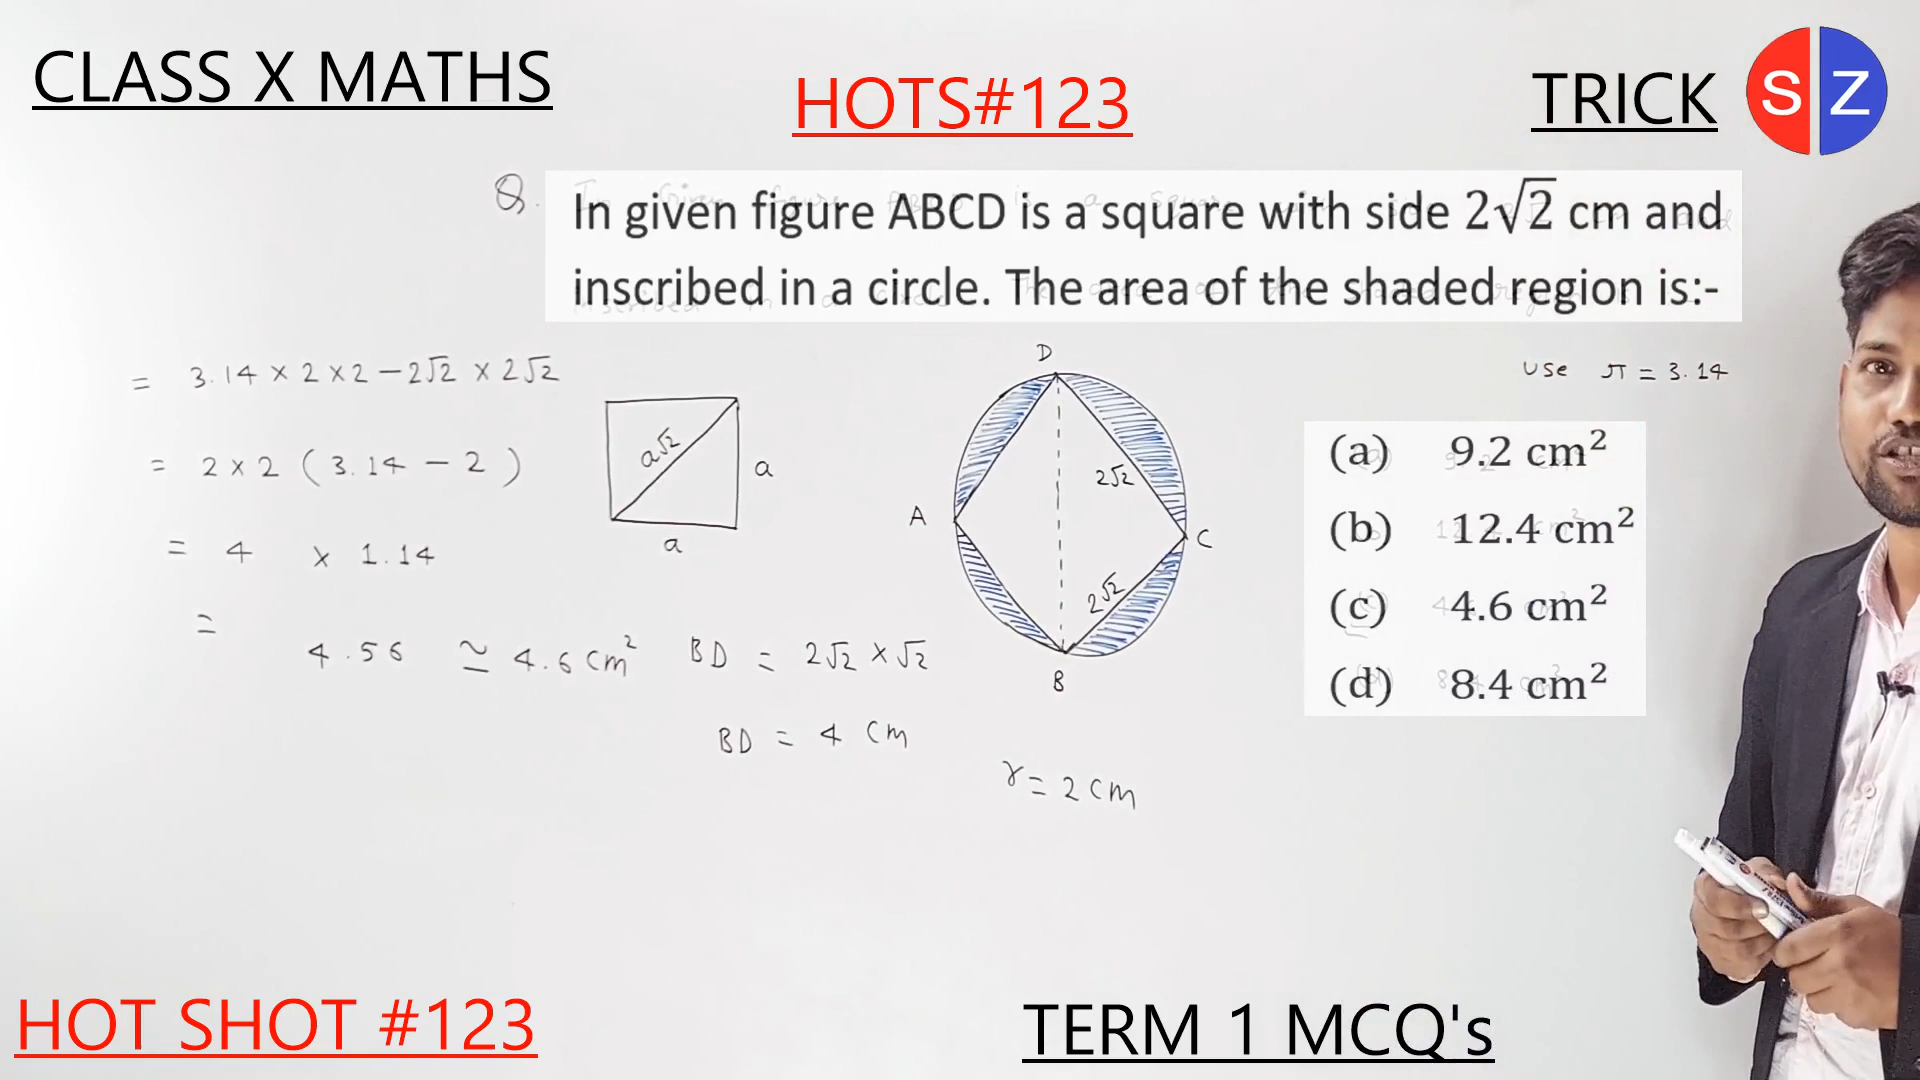 CLASS X MATHS
HOTS#123
TRICK
S Z
Q.
In given figure ABCD is a square with side 2√2 cm and
inscribed in a circle. The area of the shaded region is:-
use π = 3.14
= 3.14 × 2 × 2 − 2√2 × 2√2
= 2 × 2 ( 3.14 − 2 )
= 4 × 1.14
=
4.56 ≃ 4.6 cm²
a√2
a
a
D
A
C
B
2√2
2√2
BD = 2√2 × √2
BD = 4 cm
r = 2 cm
(a) 9.2 cm²
(b) 12.4 cm²
(c) 4.6 cm²
(d) 8.4 cm²
HOT SHOT #123
TERM 1 MCQ's